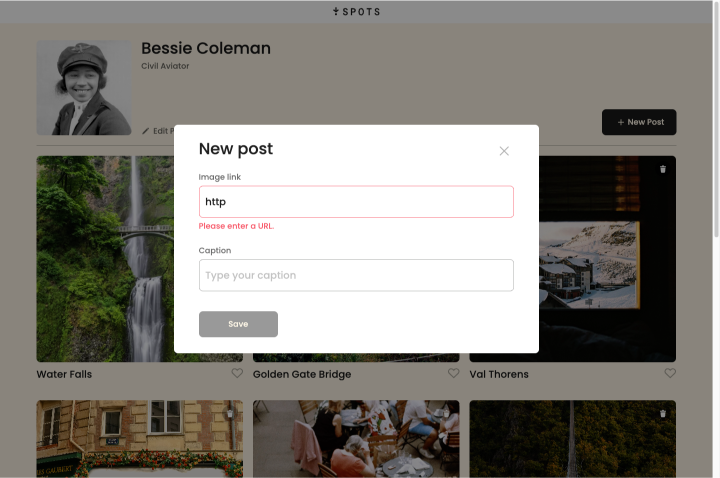 SPOTS
Bessie Coleman
Civil Aviator
Edit P
+ New Post
New post
Image link
http
Please enter a URL.
Caption
Type your caption
Save
Water Falls
Golden Gate Bridge
Val Thorens